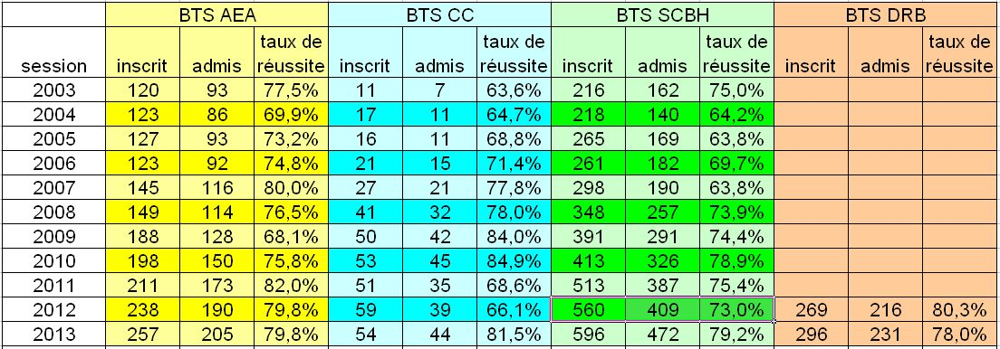 BTS AEA BTS CC BTS SCBH BTS DRB
taux de taux de taux de taux de
session inscrit admis réussite inscrit admis réussite inscrit admis réussite inscrit admis réussite
2003 120 93 77,5% 11 7 63,6% 216 162 75,0%
2004 123 86 69,9% 17 11 64,7% 218 140 64,2%
2005 127 93 73,2% 16 11 68,8% 265 169 63,8%
2006 123 92 74,8% 21 15 71,4% 261 182 69,7%
2007 145 116 80,0% 27 21 77,8% 298 190 63,8%
2008 149 114 76,5% 41 32 78,0% 348 257 73,9%
2009 188 128 68,1% 50 42 84,0% 391 291 74,4%
2010 198 150 75,8% 53 45 84,9% 413 326 78,9%
2011 211 173 82,0% 51 35 68,6% 513 387 75,4%
2012 238 190 79,8% 59 39 66,1% 560 409 73,0% 269 216 80,3%
2013 257 205 79,8% 54 44 81,5% 596 472 79,2% 296 231 78,0%